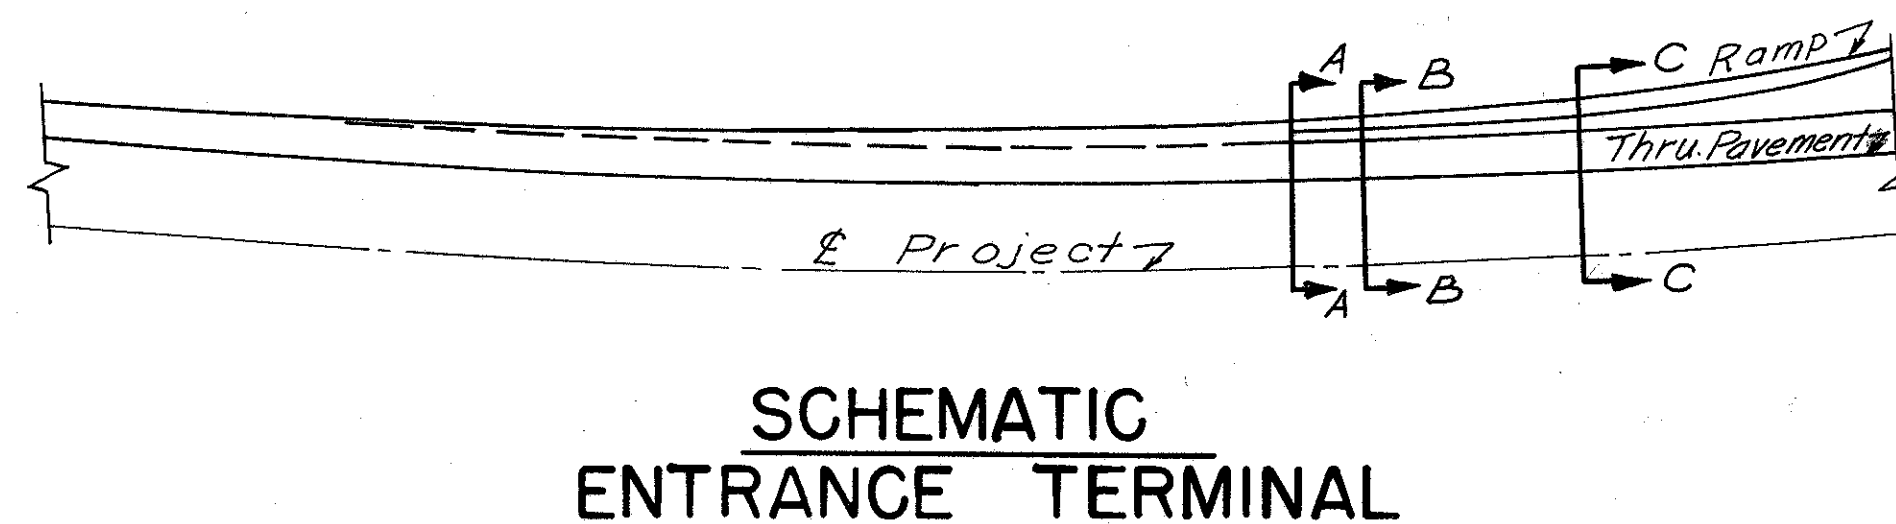 A
B
C Ramp
Thru. Pavement
℄ Project
A
B
C
SCHEMATIC
ENTRANCE TERMINAL